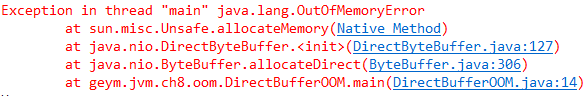 Exception in thread "main" java.lang.OutOfMemoryError
at sun.misc.Unsafe.allocateMemory(Native Method)
at java.nio.DirectByteBuffer.<init>(DirectByteBuffer.java:127)
at java.nio.ByteBuffer.allocateDirect(ByteBuffer.java:306)
at geym.jvm.ch8.oom.DirectBufferOOM.main(DirectBufferOOM.java:14)